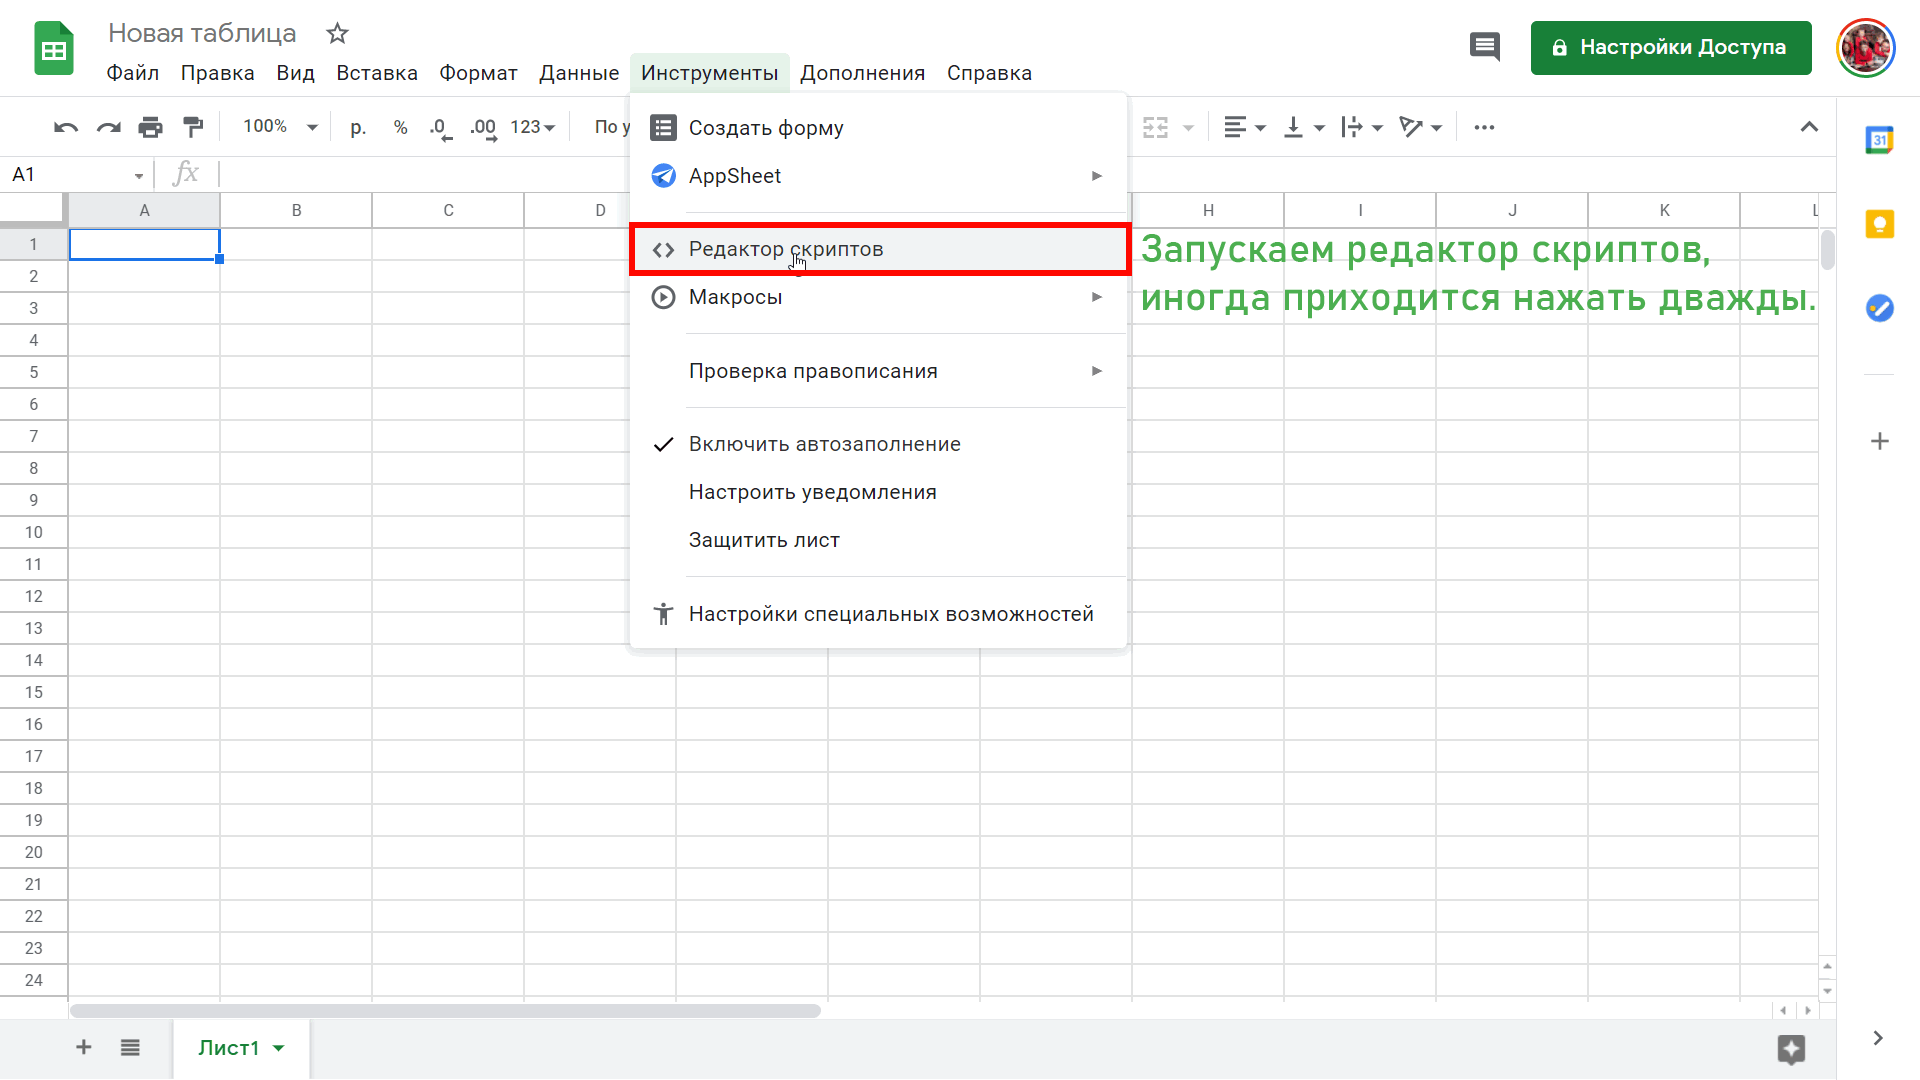 Новая таблица
Файл Правка Вид Вставка Формат Данные Инструменты Дополнения Справка
Настройки Доступа
100% р. % .0 .00 123 По у
A1 fx
A B C D H I J K L
1
2
3
4
5
6
7
8
9
10
11
12
13
14
15
16
17
18
19
20
21
22
23
24
Создать форму
AppSheet
Редактор скриптов
Макросы
Проверка правописания
Включить автозаполнение
Настроить уведомления
Защитить лист
Настройки специальных возможностей
Запускаем редактор скриптов,
иногда приходится нажать дважды.
31
Лист1